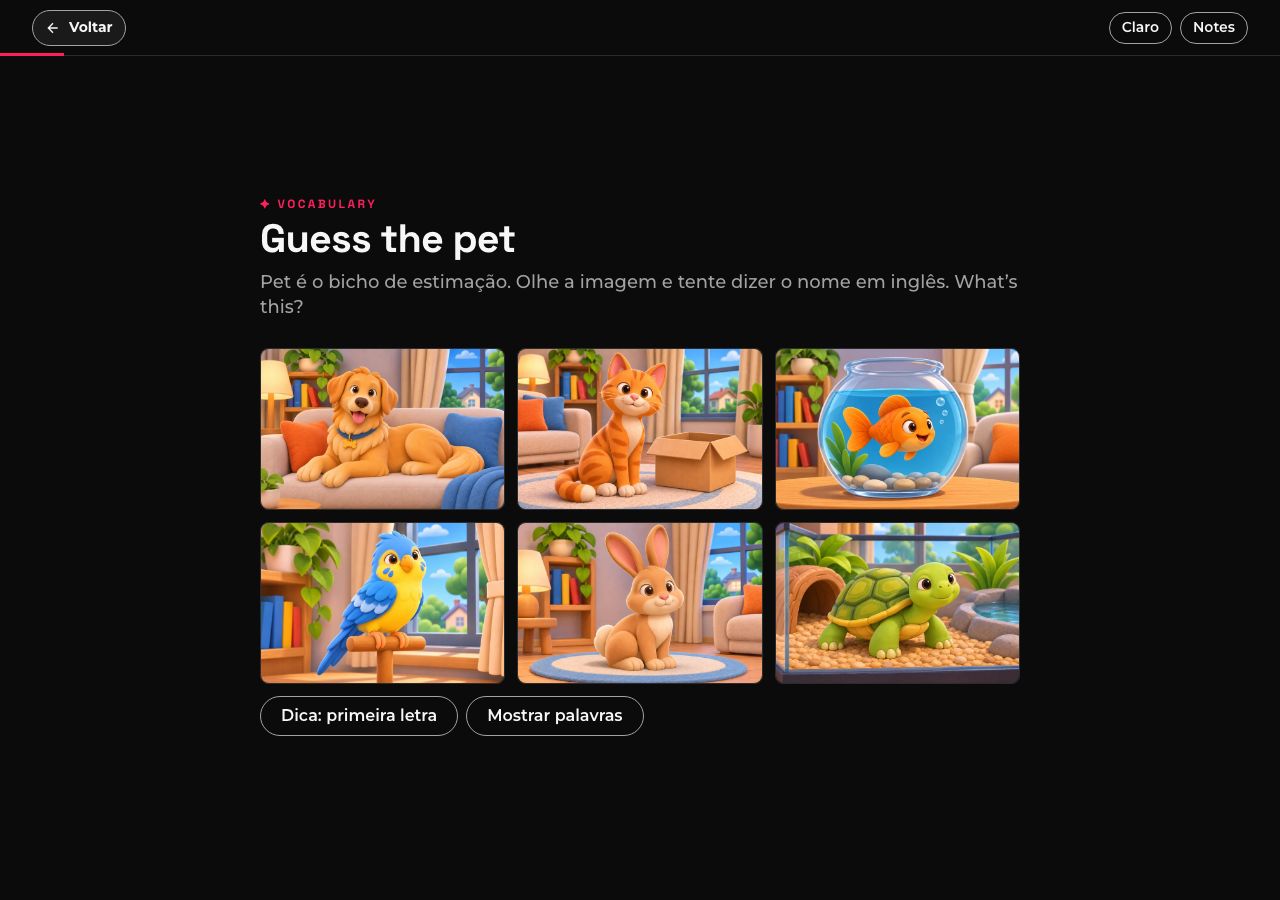 Voltar
Claro
Notes
VOCABULARY
Guess the pet
Pet é o bicho de estimação. Olhe a imagem e tente dizer o nome em inglês. What’s
this?
Dica: primeira letra
Mostrar palavras